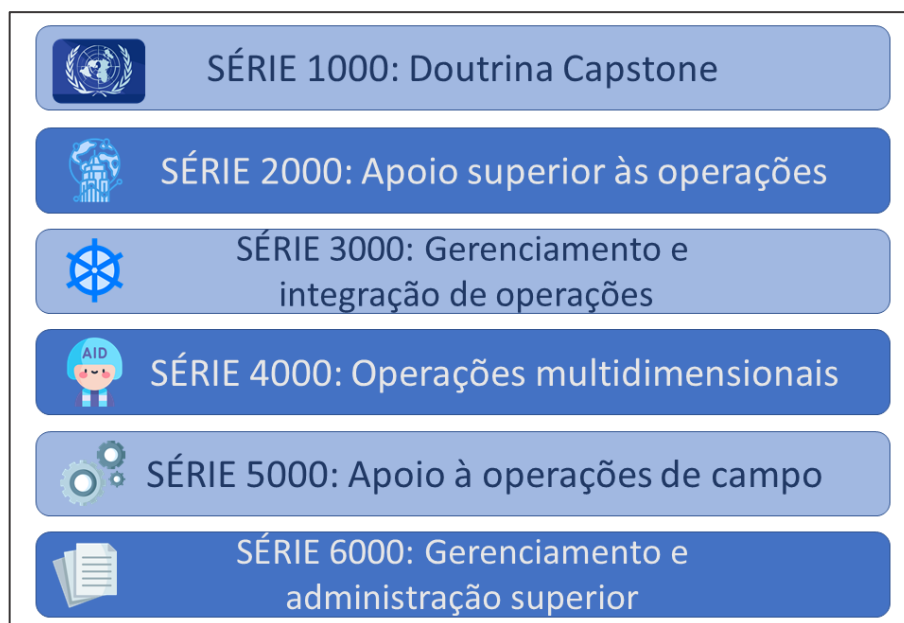 SÉRIE 1000: Doutrina Capstone
SÉRIE 2000: Apoio superior às operações
SÉRIE 3000: Gerenciamento e
integração de operações
AID
SÉRIE 4000: Operações multidimensionais
SÉRIE 5000: Apoio à operações de campo
SÉRIE 6000: Gerenciamento e
administração superior